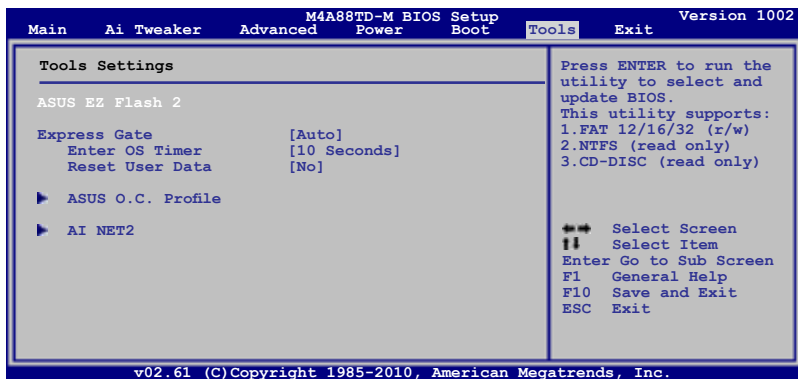 M4A88TD-M BIOS Setup Version 1002
Main Ai Tweaker Advanced Power Boot Tools Exit
Tools Settings
ASUS EZ Flash 2
Express Gate [Auto]
Enter OS Timer [10 Seconds]
Reset User Data [No]
ASUS O.C. Profile
AI NET2
Press ENTER to run the
utility to select and
update BIOS.
This utility supports:
1.FAT 12/16/32 (r/w)
2.NTFS (read only)
3.CD-DISC (read only)
Select Screen
Select Item
Enter Go to Sub Screen
F1 General Help
F10 Save and Exit
ESC Exit
v02.61 (C)Copyright 1985-2010, American Megatrends, Inc.